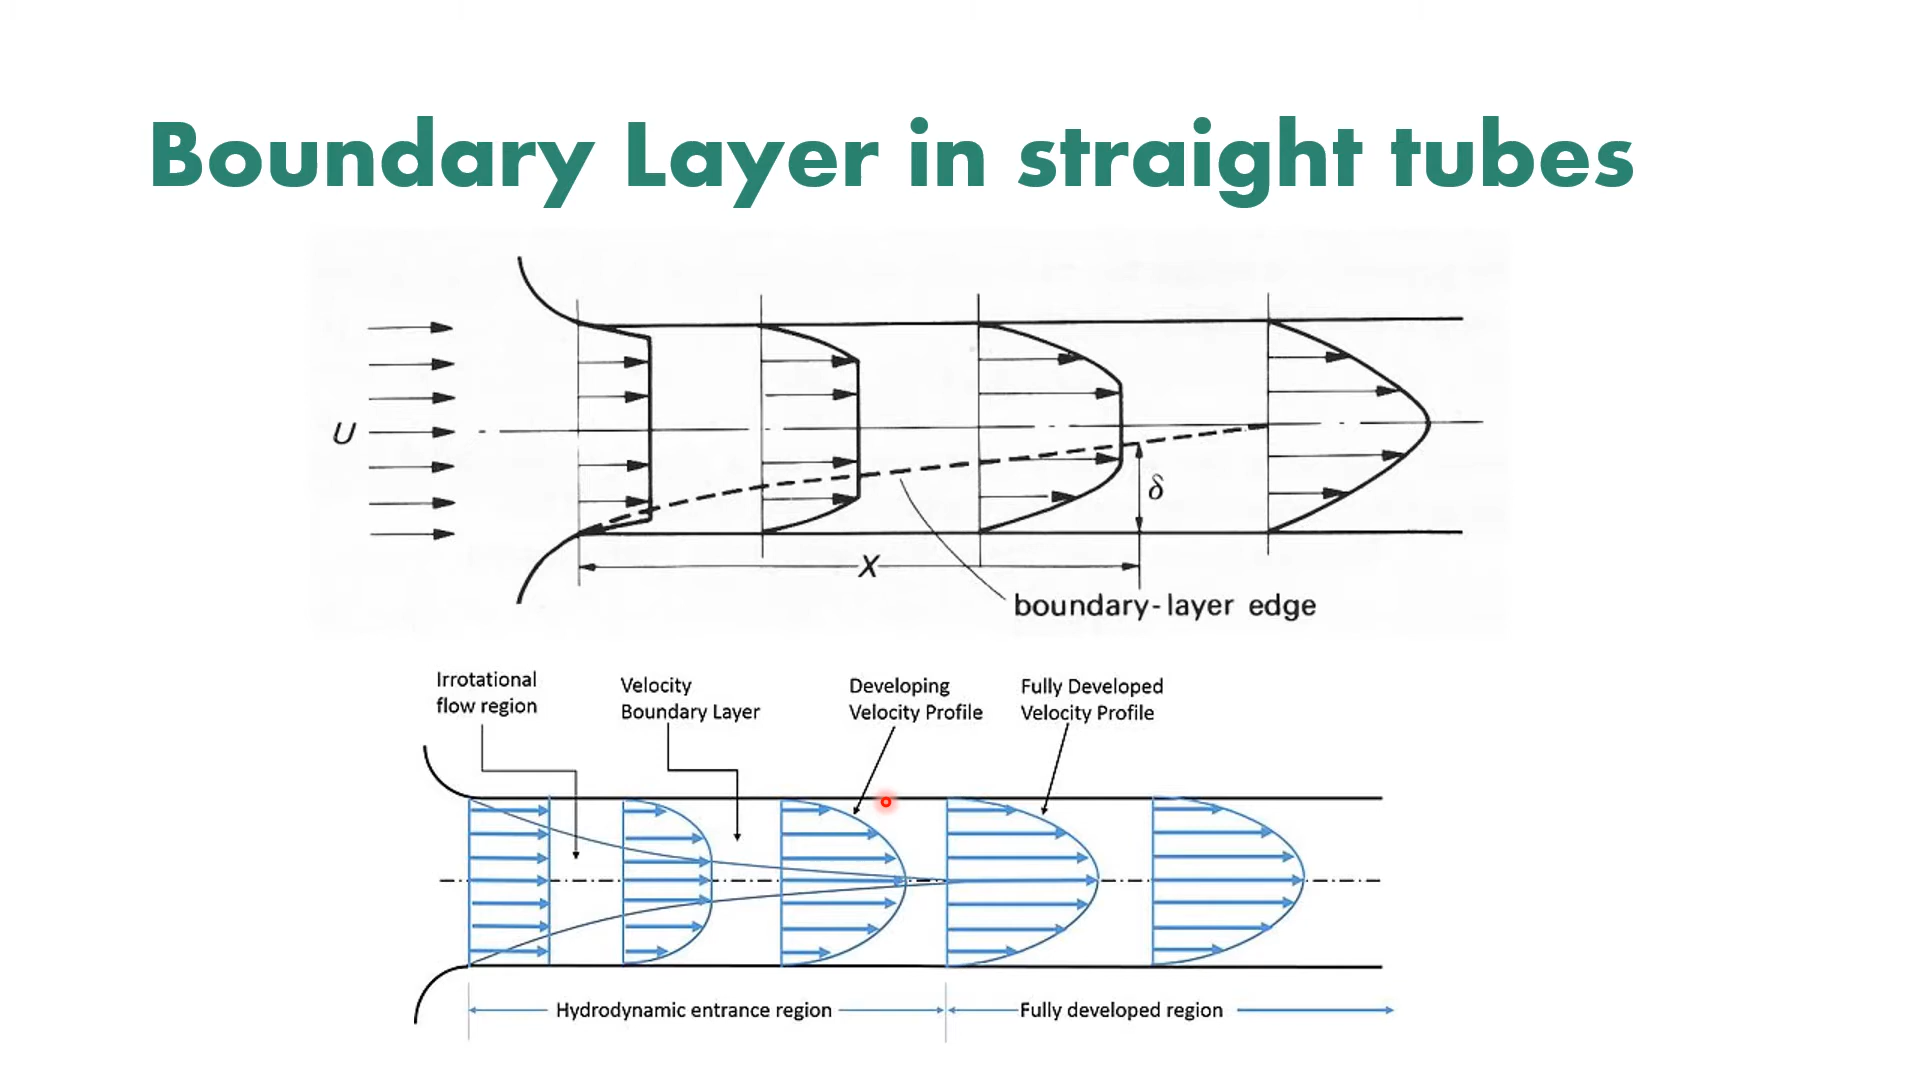 Boundary Layer in straight tubes
U
δ
X
boundary-layer edge
Irrotational
flow region
Velocity
Boundary Layer
Developing
Velocity Profile
Fully Developed
Velocity Profile
Hydrodynamic entrance region
Fully developed region